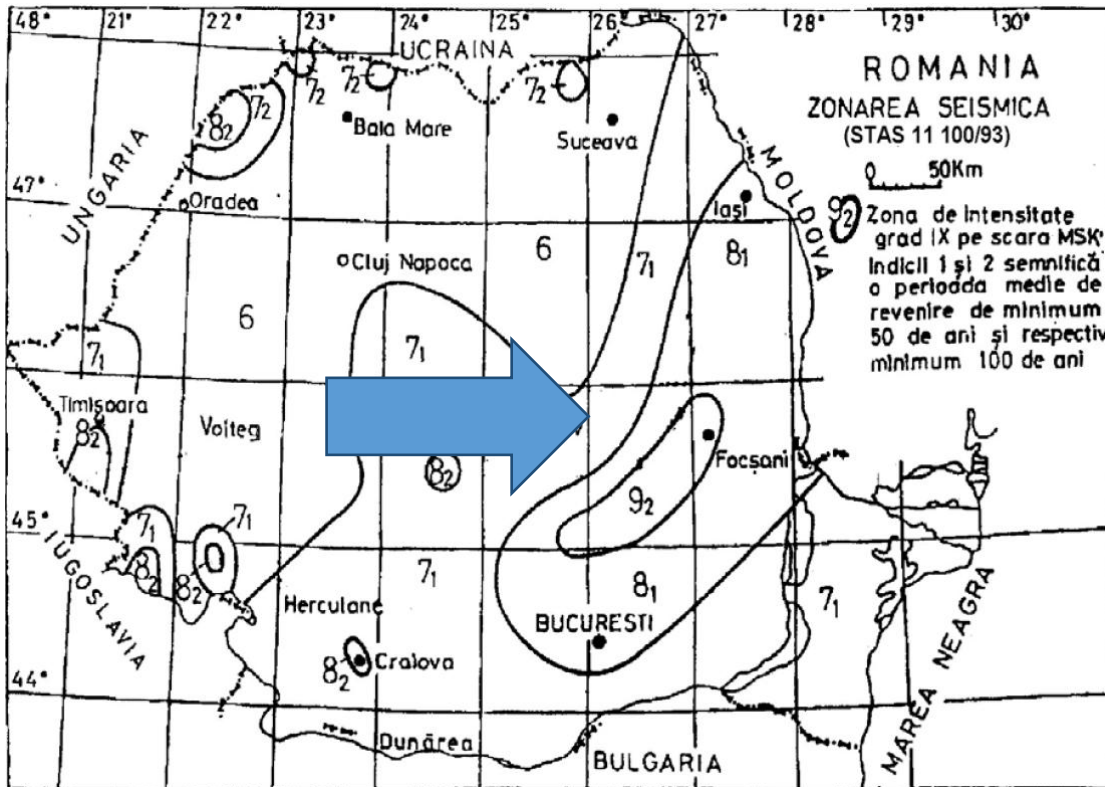 48° 22° 23° 24° 25° 26° 27° 28° 29° 30°
UCRAINA
ROMANIA
ZONAREA SEISMICA
(STAS 11 100/93)
0 50Km
9₂
Zona de Intensitate
grad IX pe scara MSK
Indicii 1 și 2 semnifică
o perioada medie de
revenire de minimum
50 de ani și respectiv
minimum 100 de ani
7₂
7₂
7₂
7₂
8₂
Baia Mare
Suceava
UNGARIA
47°
Oradea
MOLDOVA
Iași
Cluj Napoca
6
7₁
8₁
6
7₁
7₁
Timișoara
8₂
Voiteg
8₂
Focșani
9₂
45°
7₁
7₁
8₂
8₂
7₁
8₁
7₁
IUGOSLAVIA
Herculane
BUCURESTI
8₂
Craiova
44°
Dunărea
BULGARIA
MAREA NEAGRA